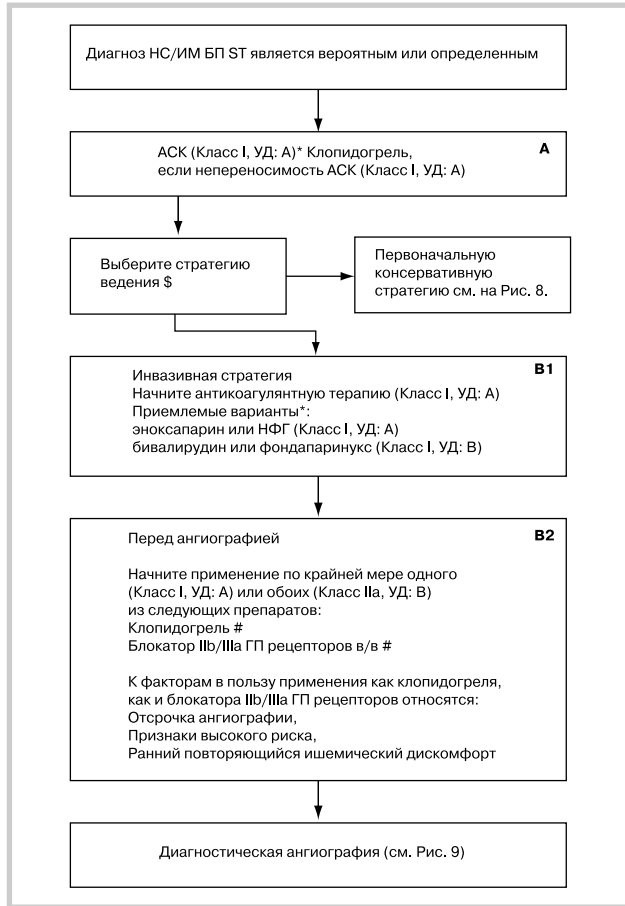 Диагноз НС/ИМ БП ST является вероятным или определенным
A
АСК (Класс I, УД: A)* Клопидогрель,
если непереносимость АСК (Класс I, УД: A)
Выберите стратегию
ведения $
Первоначальную
консервативную
стратегию см. на Рис. 8.
B1
Инвазивная стратегия
Начните антикоагулянтную терапию (Класс I, УД: A)
Приемлемые варианты*:
эноксапарин или НФГ (Класс I, УД: A)
бивалирудин или фондапаринукс (Класс I, УД: B)
B2
Перед ангиографией
Начните применение по крайней мере одного
(Класс I, УД: A) или обоих (Класс IIa, УД: B)
из следующих препаратов:
Клопидогрель #
Блокатор IIb/IIIa ГП рецепторов в/в #
К факторам в пользу применения как клопидогреля,
как и блокатора IIb/IIIa ГП рецепторов относятся:
Отсрочка ангиографии,
Признаки высокого риска,
Ранний повторяющийся ишемический дискомфорт
Диагностическая ангиография (см. Рис. 9)